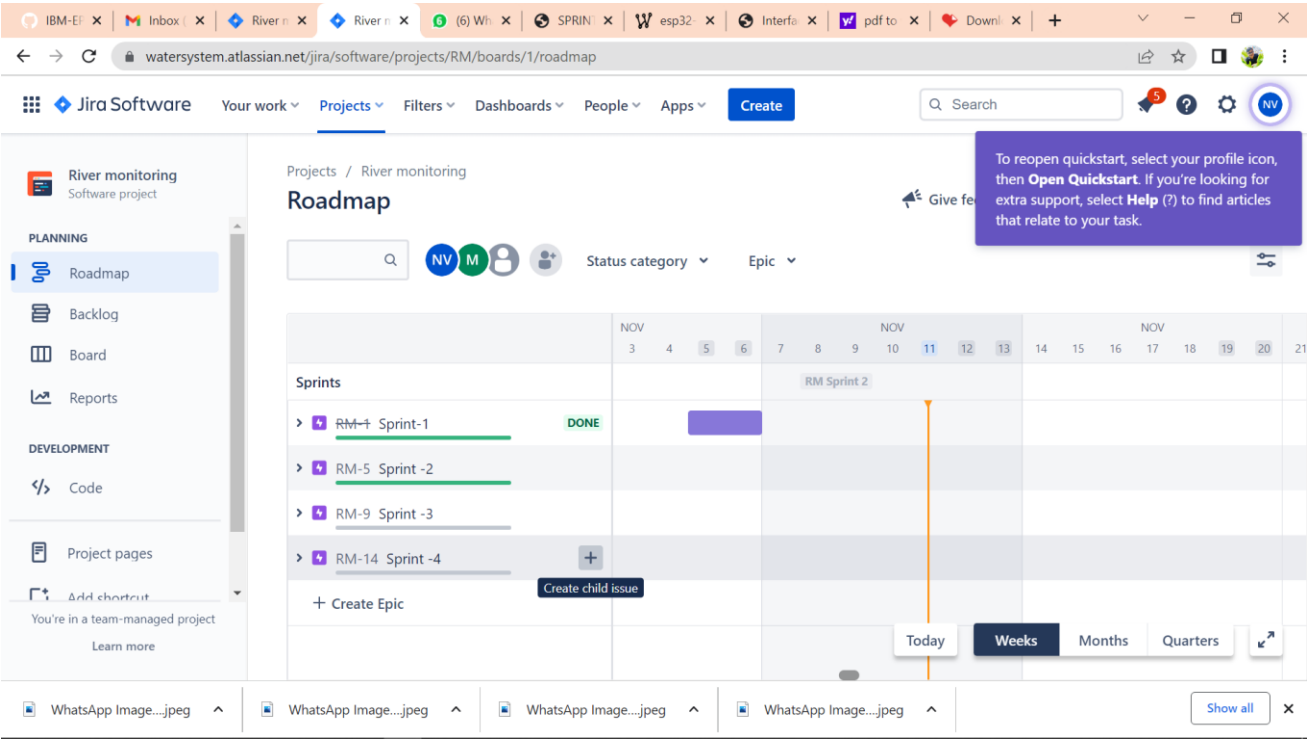 IBM-EP
Inbox (
River n
River n
(6) Wh
SPRINT
esp32-
Interfa
pdf to
Downl
watersystem.atlassian.net/jira/software/projects/RM/boards/1/roadmap
Jira Software
Your work
Projects
Filters
Dashboards
People
Apps
Create
Search
5
NV
To reopen quickstart, select your profile icon,
then Open Quickstart. If you're looking for
extra support, select Help (?) to find articles
that relate to your task.
River monitoring
Software project
PLANNING
Roadmap
Backlog
Board
Reports
DEVELOPMENT
Code
Project pages
Add shortcut
You're in a team-managed project
Learn more
Projects / River monitoring
Roadmap
Give fee
NV M
Status category
Epic
NOV NOV NOV
3 4 5 6 7 8 9 10 11 12 13 14 15 16 17 18 19 20 21
Sprints
RM Sprint 2
RM-1 Sprint-1 DONE
RM-5 Sprint -2
RM-9 Sprint -3
RM-14 Sprint -4 +
Create child issue
+ Create Epic
Today
Weeks Months Quarters
WhatsApp Image....jpeg
WhatsApp Image....jpeg
WhatsApp Image....jpeg
WhatsApp Image....jpeg
Show all